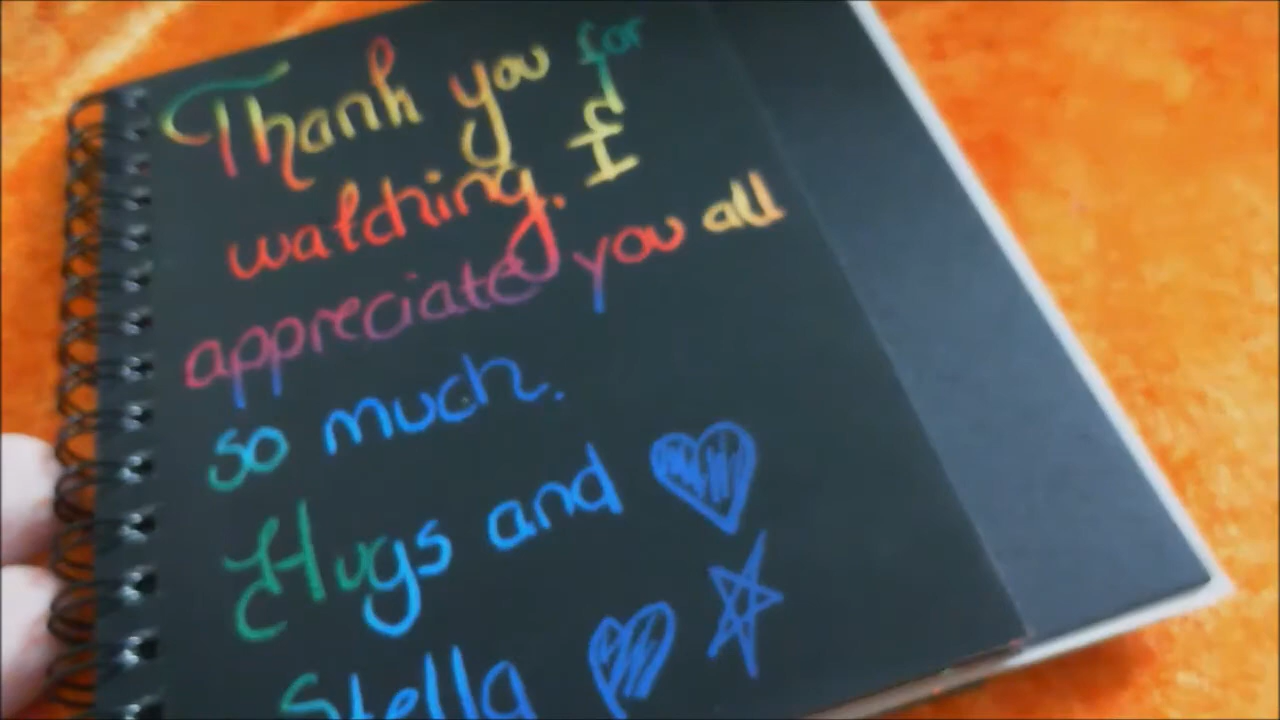 Thank you for
watching. I
appreciate you all
so much.
Hugs and
Stella